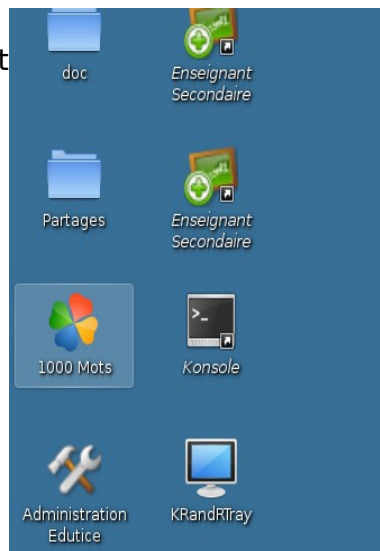 t
doc
Enseignant
Secondaire
Partages
Enseignant
Secondaire
1000 Mots
Konsole
Administration
Edutice
KRandRTray